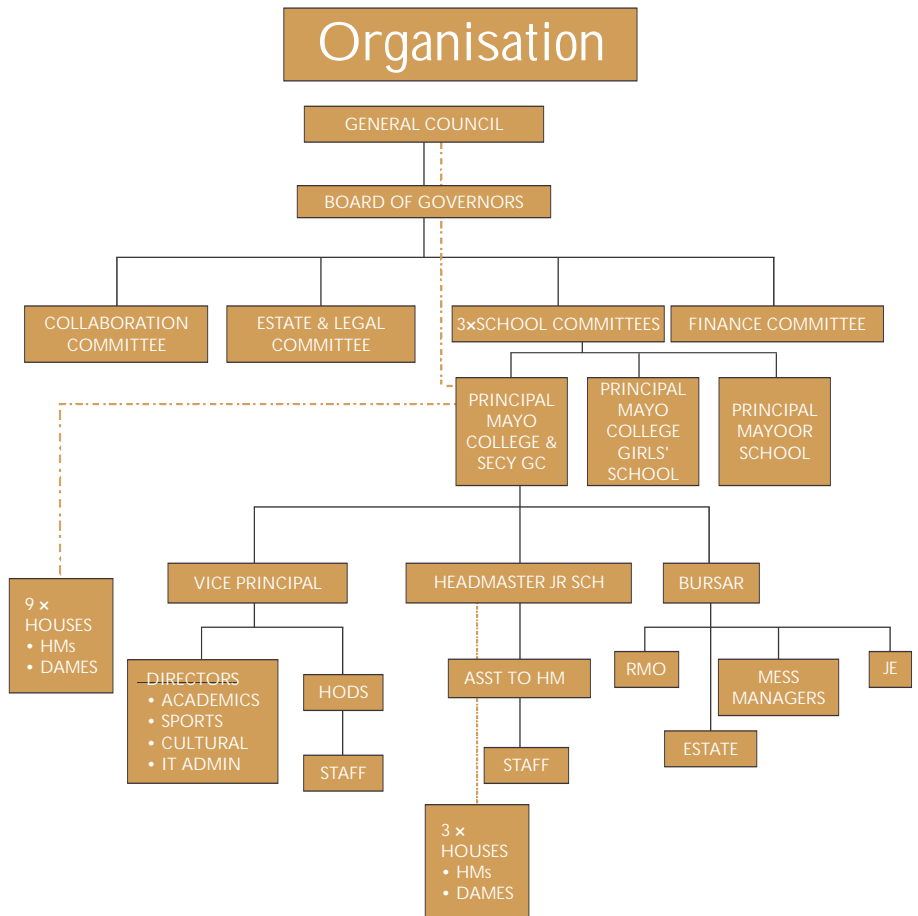 Organisation
GENERAL COUNCIL
BOARD OF GOVERNORS
COLLABORATION
COMMITTEE
ESTATE & LEGAL
COMMITTEE
3×SCHOOL COMMITTEES
FINANCE COMMITTEE
PRINCIPAL
MAYO
COLLEGE &
SECY GC
PRINCIPAL
MAYO
COLLEGE
GIRLS'
SCHOOL
PRINCIPAL
MAYOOR
SCHOOL
VICE PRINCIPAL
HEADMASTER JR SCH
BURSAR
9 ×
HOUSES
• HMs
• DAMES
DIRECTORS
• ACADEMICS
• SPORTS
• CULTURAL
• IT ADMIN
HODS
STAFF
ASST TO HM
STAFF
3 ×
HOUSES
• HMs
• DAMES
RMO
MESS
MANAGERS
JE
ESTATE